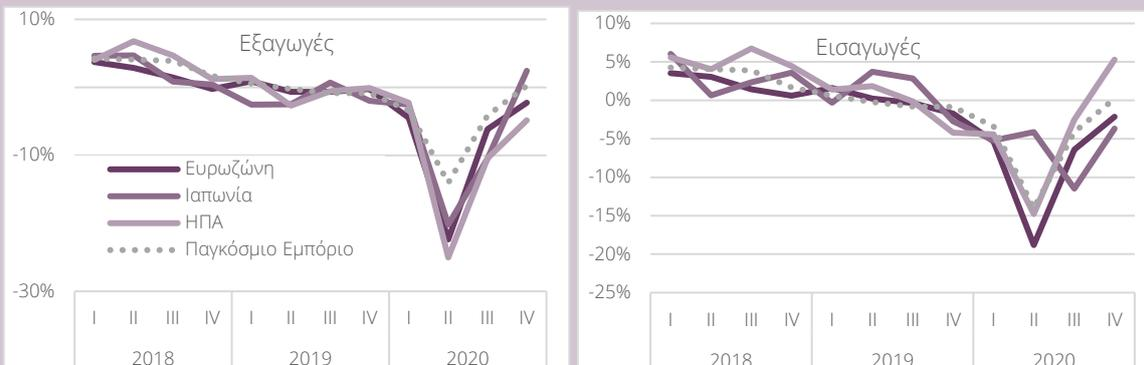 Εξαγωγές
10%
-10%
-30%
Ευρωζώνη
Ιαπωνία
ΗΠΑ
Παγκόσμιο Εμπόριο
I II III IV I II III IV I II III IV
2018 2019 2020
Εισαγωγές
10%
5%
0%
-5%
-10%
-15%
-20%
-25%
I II III IV I II III IV I II III IV
2018 2019 2020